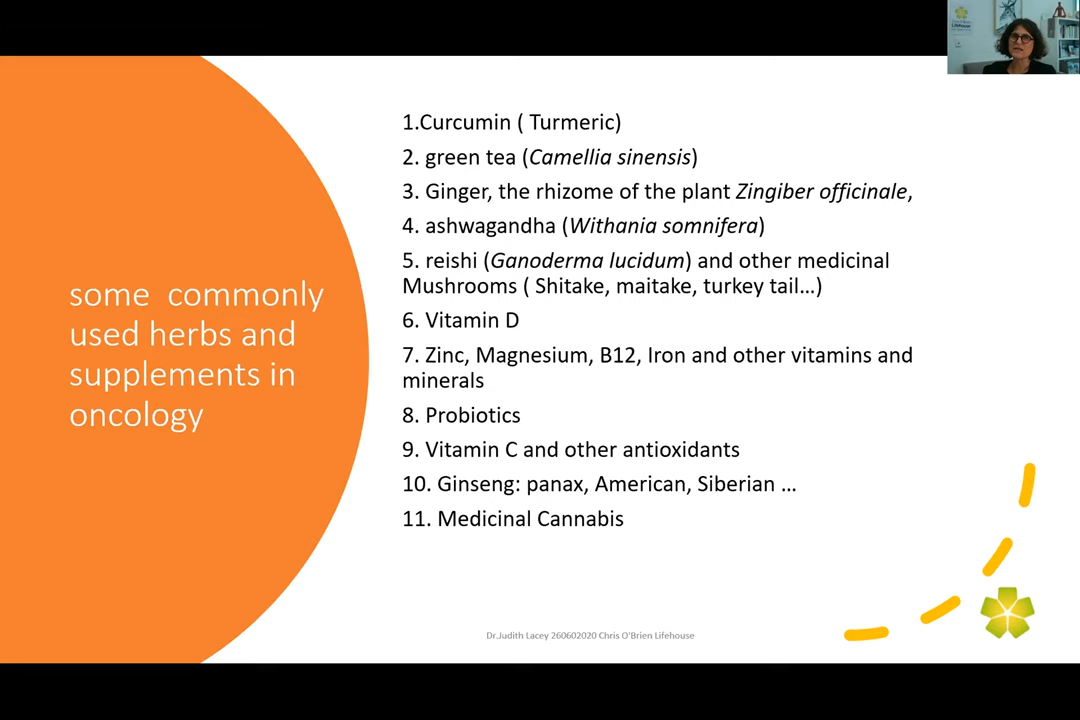 some  commonly
used herbs and
supplements in
oncology
1.Curcumin ( Turmeric)
2. green tea (Camellia sinensis)
3. Ginger, the rhizome of the plant Zingiber officinale,
4. ashwagandha (Withania somnifera)
5. reishi (Ganoderma lucidum) and other medicinal
Mushrooms ( Shitake, maitake, turkey tail...)
6. Vitamin D
7. Zinc, Magnesium, B12, Iron and other vitamins and
minerals
8. Probiotics
9. Vitamin C and other antioxidants
10. Ginseng: panax, American, Siberian ...
11. Medicinal Cannabis
Dr.Judith Lacey 260602020 Chris O'Brien Lifehouse